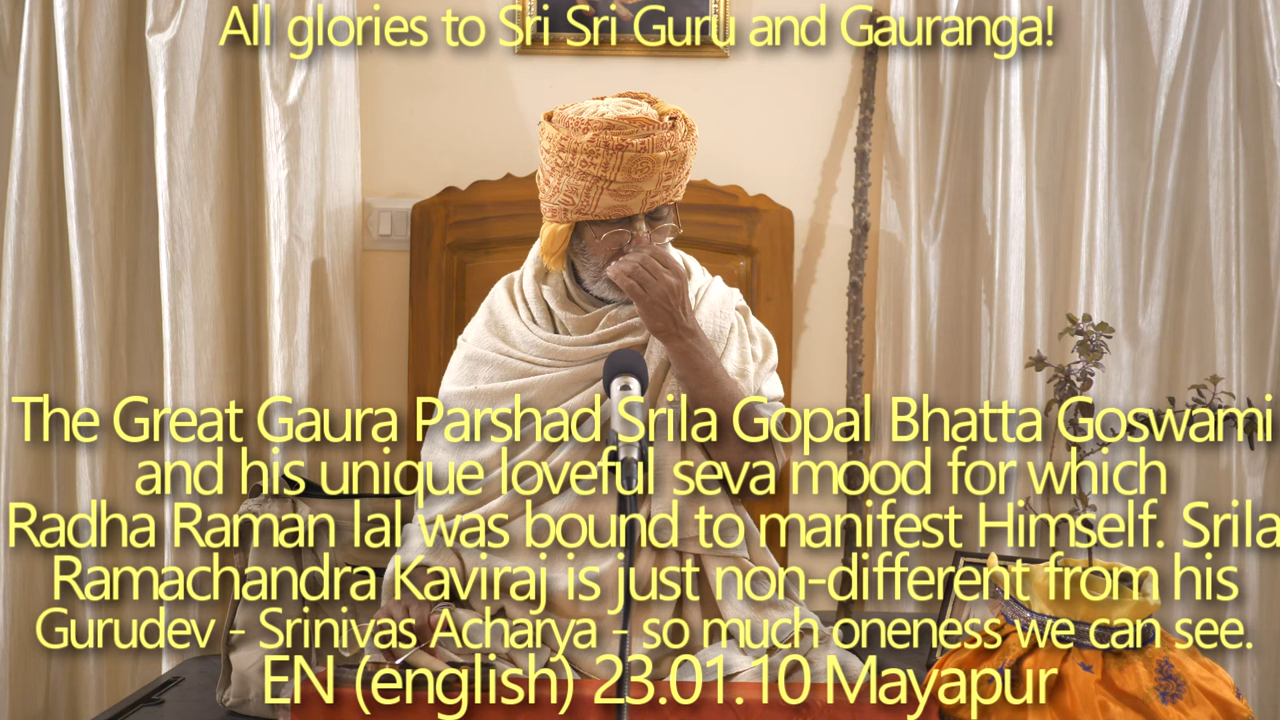 All glories to Sri Sri Guru and Gauranga!
The Great Gaura Parshad Srila Gopal Bhatta Goswami
and his unique loveful seva mood for which
Radha Raman lal was bound to manifest Himself. Srila
Ramachandra Kaviraj is just non-different from his
Gurudev - Srinivas Acharya - so much oneness we can see.
EN (english) 23.01.10 Mayapur